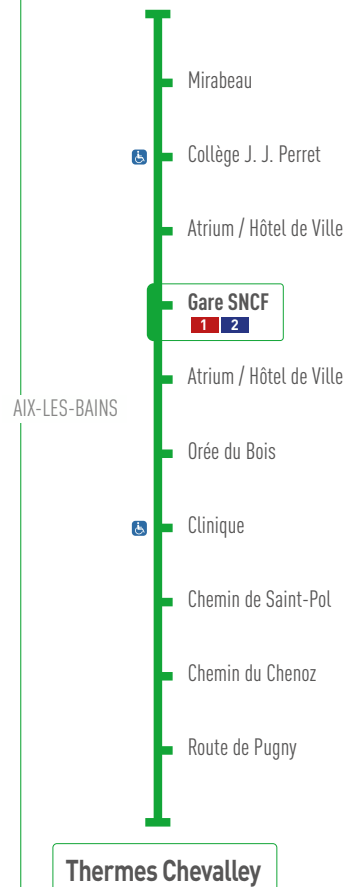 Mirabeau
Collège J. J. Perret
Atrium / Hôtel de Ville
Gare SNCF
1 2
Atrium / Hôtel de Ville
AIX-LES-BAINS
Orée du Bois
Clinique
Chemin de Saint-Pol
Chemin du Chenoz
Route de Pugny
Thermes Chevalley